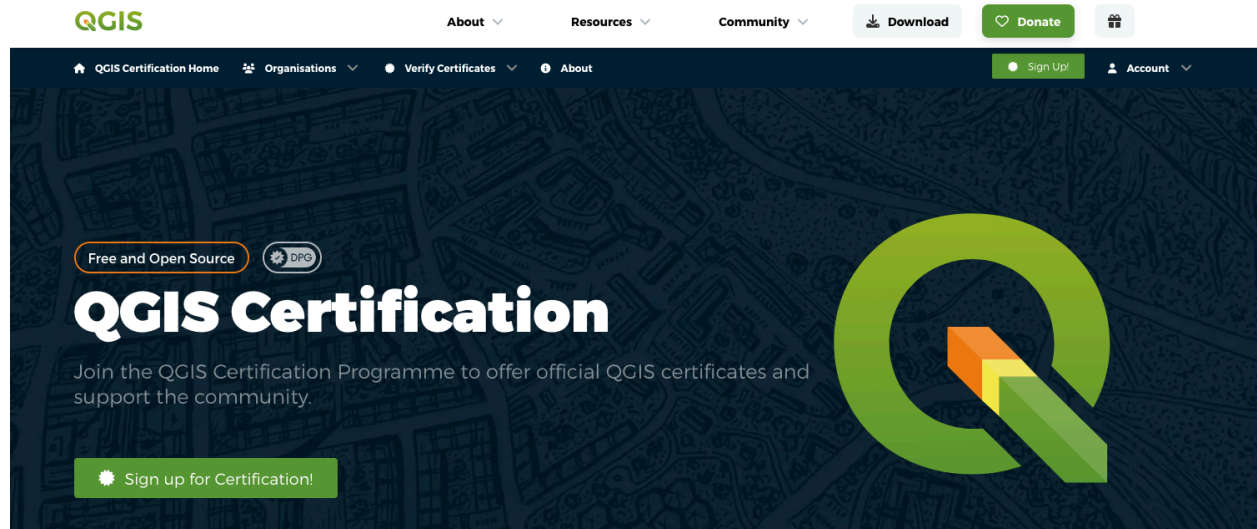 QGIS
About
Resources
Community
Download
Donate
QGIS Certification Home
Organisations
Verify Certificates
About
Sign Up!
Account
Free and Open Source
DPG
QGIS Certification
Join the QGIS Certification Programme to offer official QGIS certificates and
support the community.
Sign up for Certification!